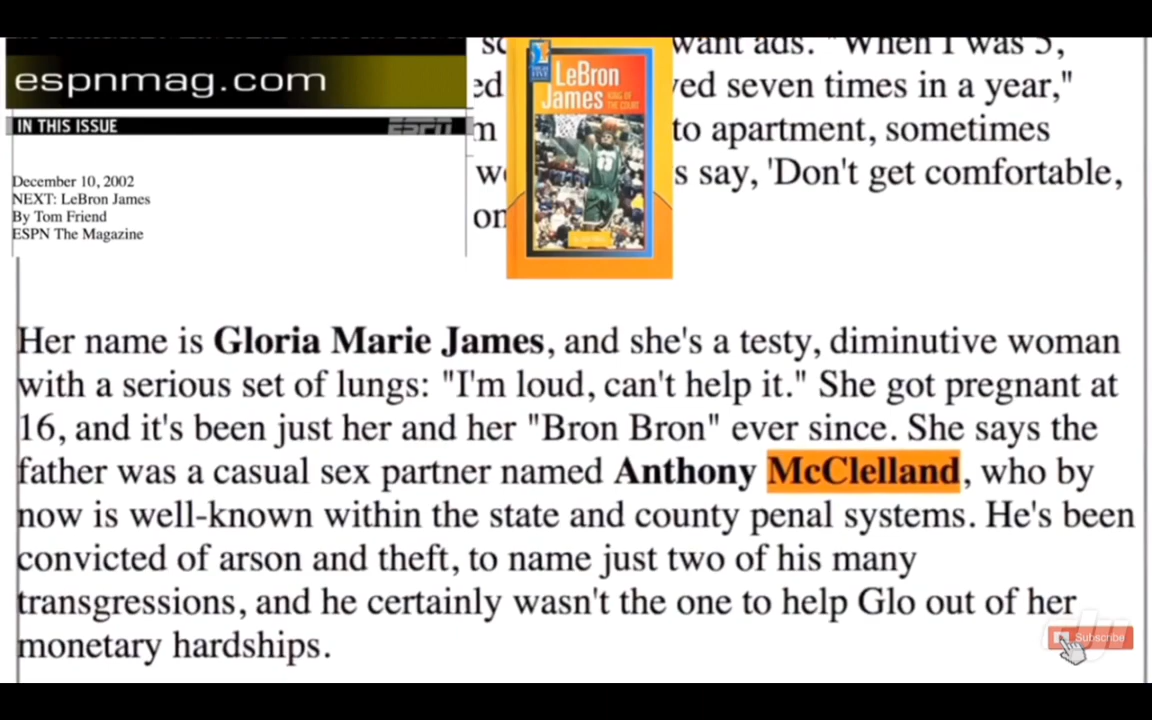 espnmag.com
IN THIS ISSUE
ESPN
December 10, 2002
NEXT: LeBron James
By Tom Friend
ESPN The Magazine
want ads. "When I was 5,
ed seven times in a year,"
to apartment, sometimes
s say, 'Don't get comfortable,
LeBron
James
KING OF
THE COURT
Her name is Gloria Marie James, and she's a testy, diminutive woman
with a serious set of lungs: "I'm loud, can't help it." She got pregnant at
16, and it's been just her and her "Bron Bron" ever since. She says the
father was a casual sex partner named Anthony McClelland, who by
now is well-known within the state and county penal systems. He's been
convicted of arson and theft, to name just two of his many
transgressions, and he certainly wasn't the one to help Glo out of her
monetary hardships.
Subscribe